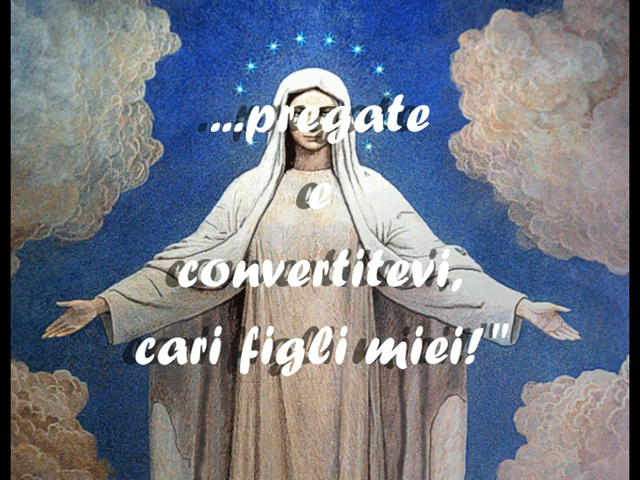 ...pregate
e
convertitevi,
cari figli miei!"